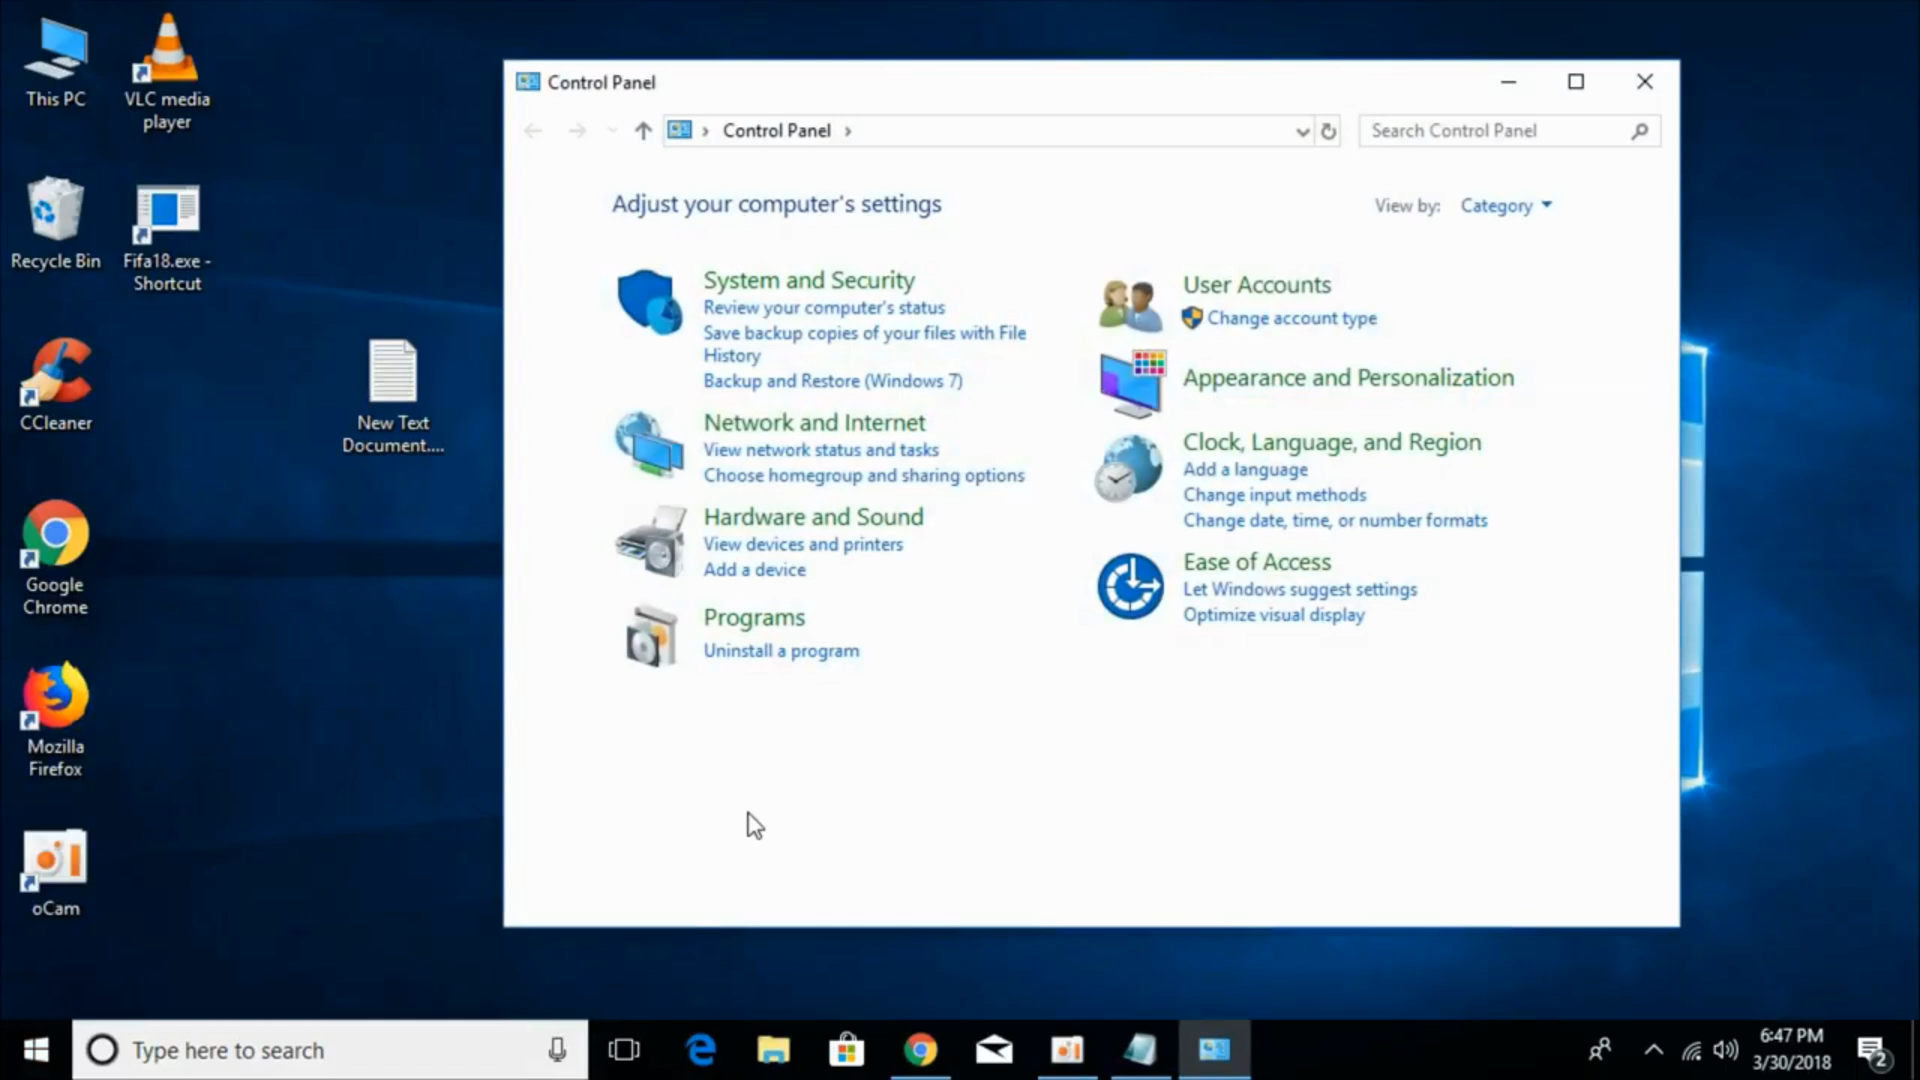 This PC
VLC media
player
Recycle Bin
Fifa18.exe -
Shortcut
CCleaner
New Text
Document....
Google
Chrome
Mozilla
Firefox
oCam
Control Panel
Control Panel
Search Control Panel
Adjust your computer's settings
View by: Category
System and Security
Review your computer's status
Save backup copies of your files with File
History
Backup and Restore (Windows 7)
Network and Internet
View network status and tasks
Choose homegroup and sharing options
Hardware and Sound
View devices and printers
Add a device
Programs
Uninstall a program
User Accounts
Change account type
Appearance and Personalization
Clock, Language, and Region
Add a language
Change input methods
Change date, time, or number formats
Ease of Access
Let Windows suggest settings
Optimize visual display
Type here to search
6:47 PM
3/30/2018
2